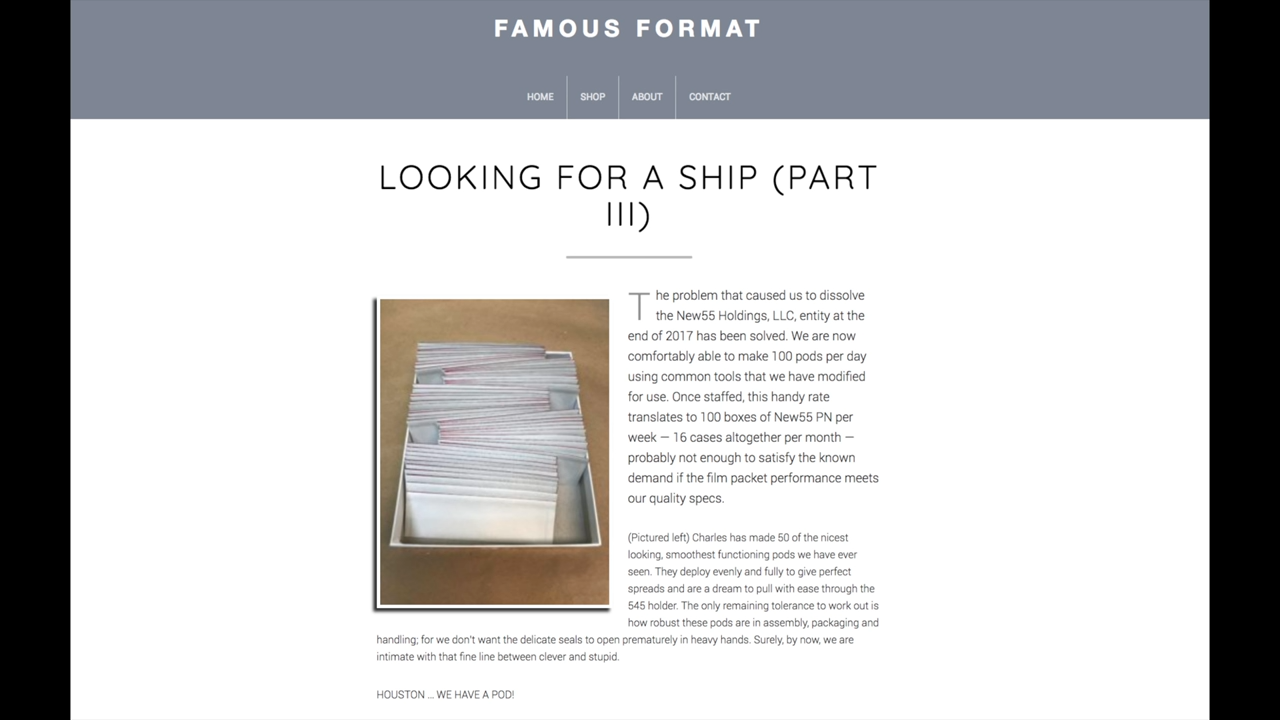 FAMOUS FORMAT
HOME
SHOP
ABOUT
CONTACT
LOOKING FOR A SHIP (PART
III)
The problem that caused us to dissolve
the New55 Holdings, LLC, entity at the
end of 2017 has been solved. We are now
comfortably able to make 100 pods per day
using common tools that we have modified
for use. Once staffed, this handy rate
translates to 100 boxes of New55 PN per
week — 16 cases altogether per month —
probably not enough to satisfy the known
demand if the film packet performance meets
our quality specs.
(Pictured left) Charles has made 50 of the nicest
looking, smoothest functioning pods we have ever
seen. They deploy evenly and fully to give perfect
spreads and are a dream to pull with ease through the
545 holder. The only remaining tolerance to work out is
how robust these pods are in assembly, packaging and
handling; for we don't want the delicate seals to open prematurely in heavy hands. Surely, by now, we are
intimate with that fine line between clever and stupid.
HOUSTON ... WE HAVE A POD!